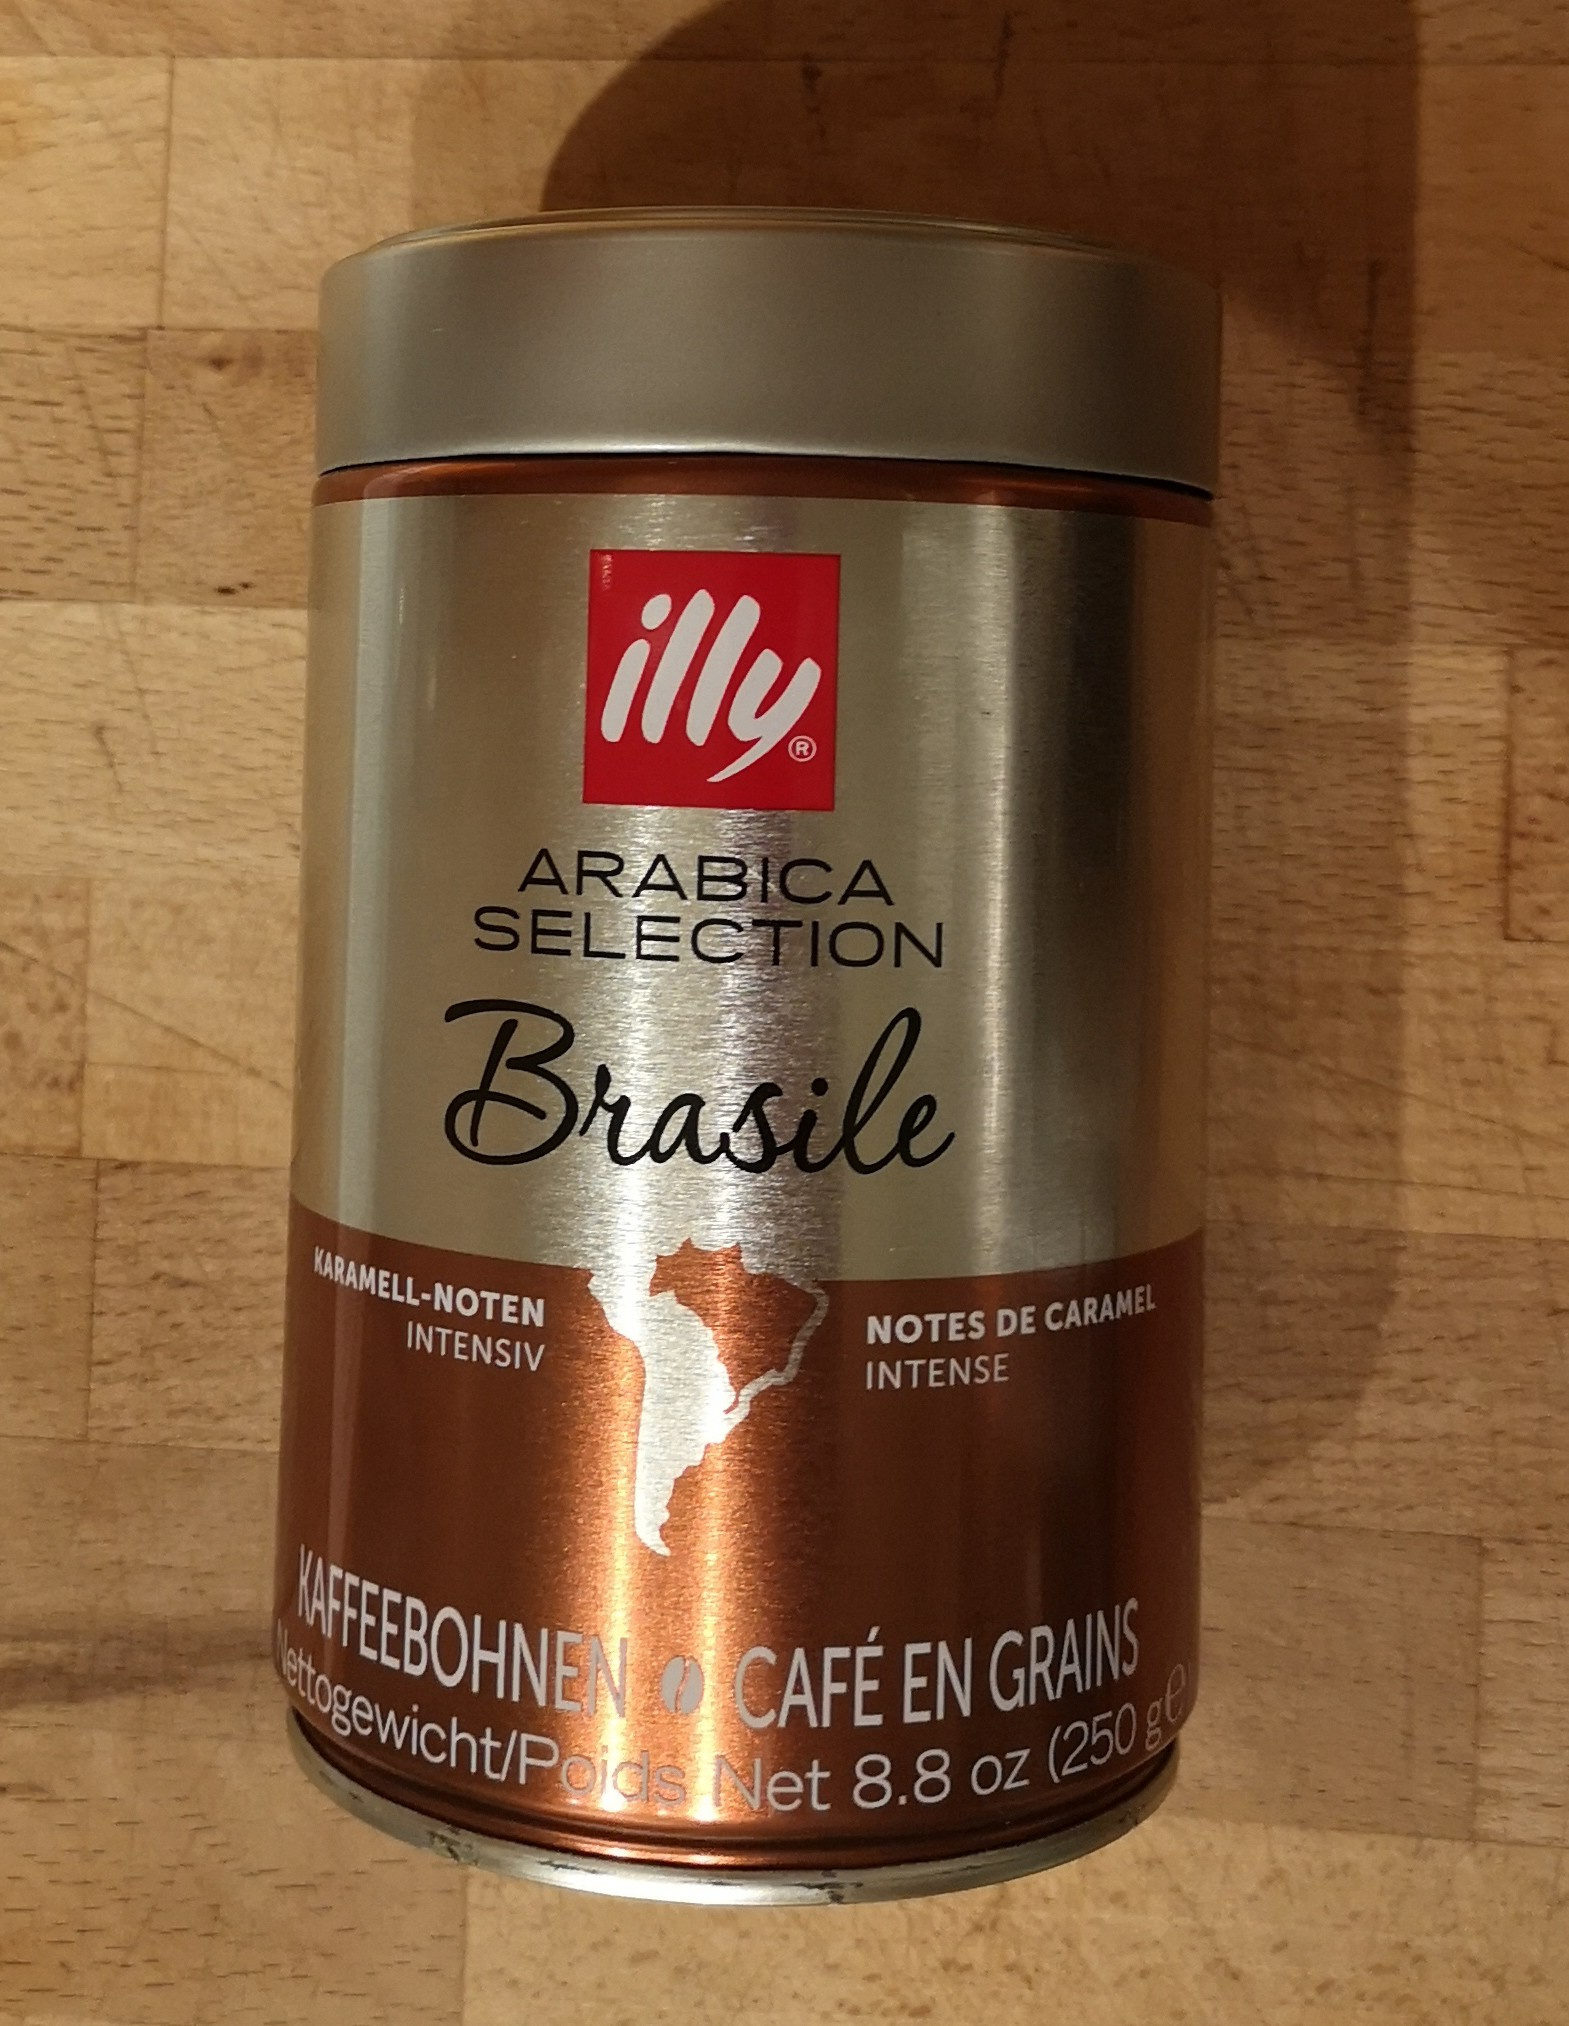 illy®
ARABICA
SELECTION
Brasile
KARAMELL-NOTEN
INTENSIV
NOTES DE CARAMEL
INTENSE
KAFFEEBOHNEN CAFÉ EN GRAINS
Nettogewicht/Poids Net 8.8 oz (250 g℮)